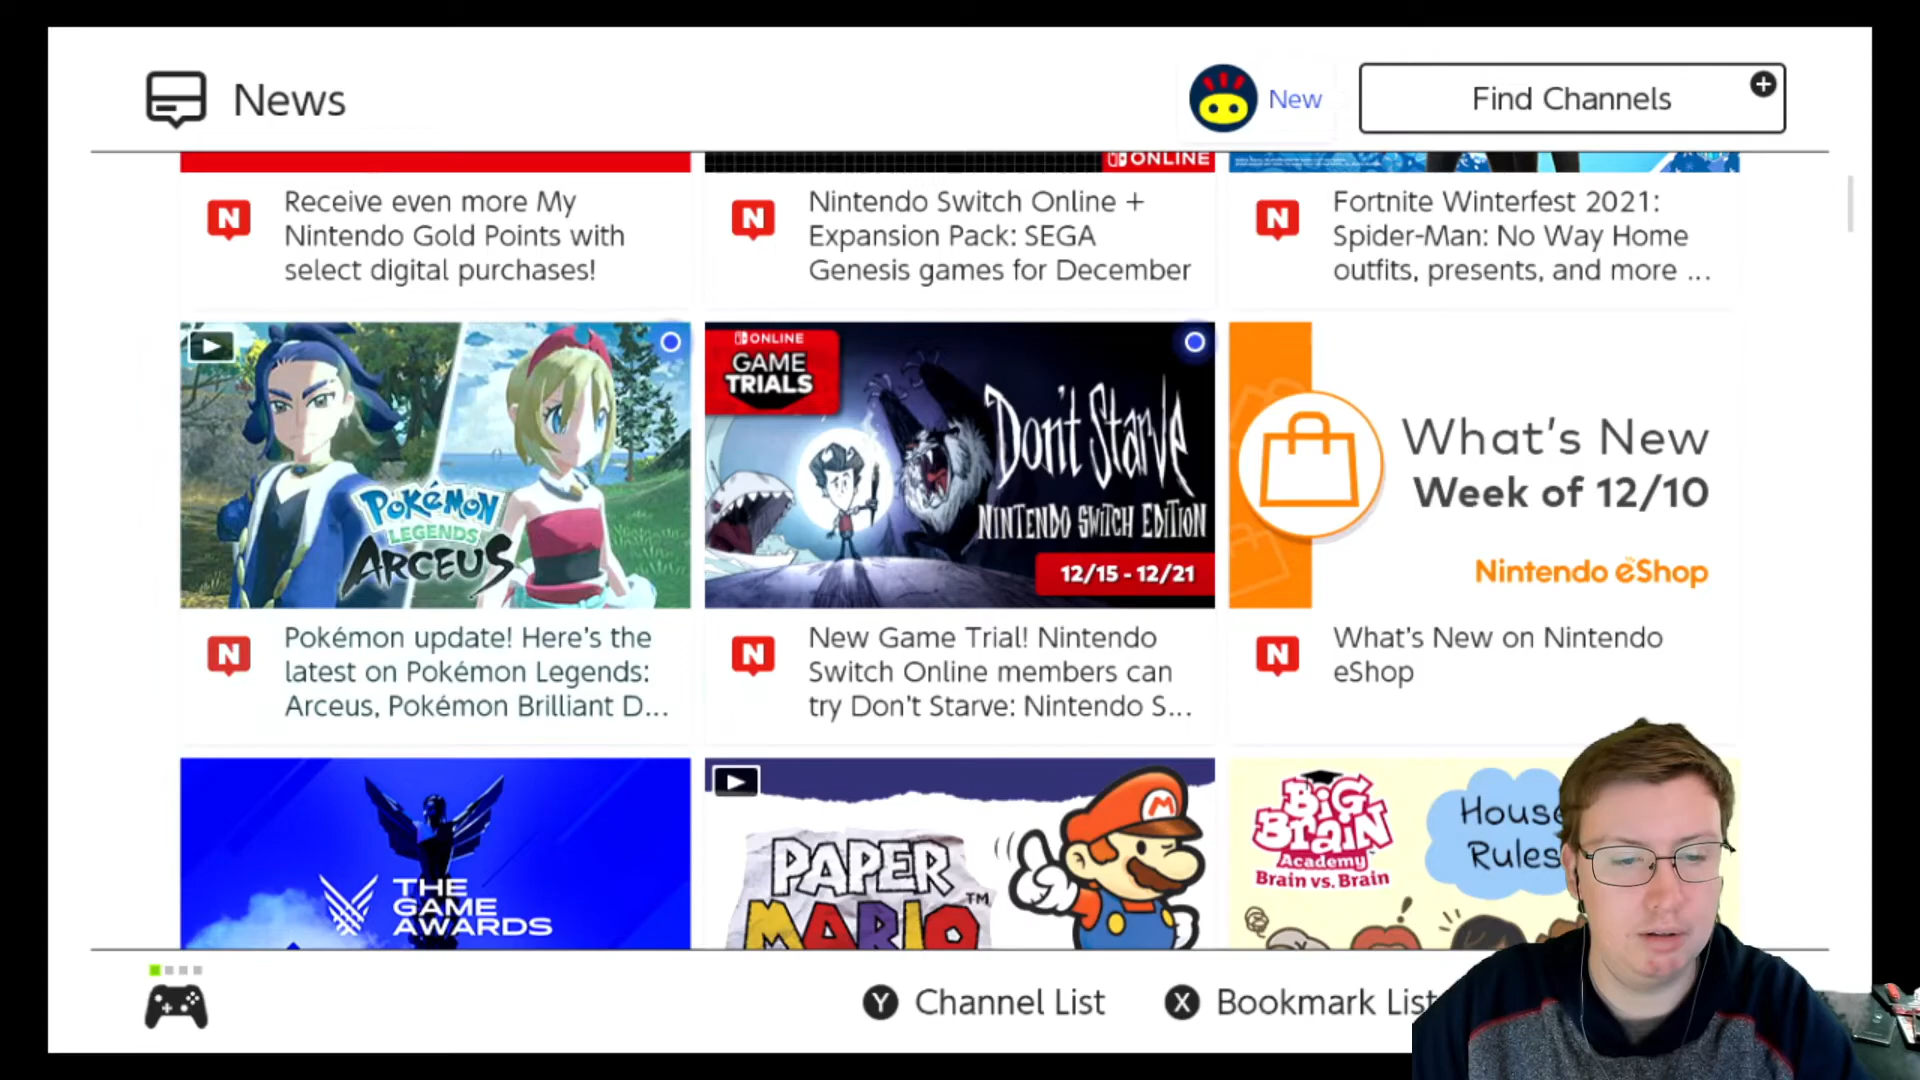 News
New
Find Channels
ONLINE
Receive even more My
Nintendo Gold Points with
select digital purchases!
Nintendo Switch Online +
Expansion Pack: SEGA
Genesis games for December
Fortnite Winterfest 2021:
Spider-Man: No Way Home
outfits, presents, and more ...
POKéMON
LEGENDS
ARCEUS
ONLINE
GAME
TRIALS
Don't Starve
NINTENDO SWITCH EDITION
12/15 - 12/21
What's New
Week of 12/10
Nintendo eShop
N
Pokémon update! Here's the
latest on Pokémon Legends:
Arceus, Pokémon Brilliant D...
N
New Game Trial! Nintendo
Switch Online members can
try Don't Starve: Nintendo S...
N
What's New on Nintendo
eShop
THE
GAME
AWARDS
PAPER
MARIO
TM
M
BiG
BRaiN
Academy
Brain vs. Brain
House
Rules
Y Channel List
X Bookmark List